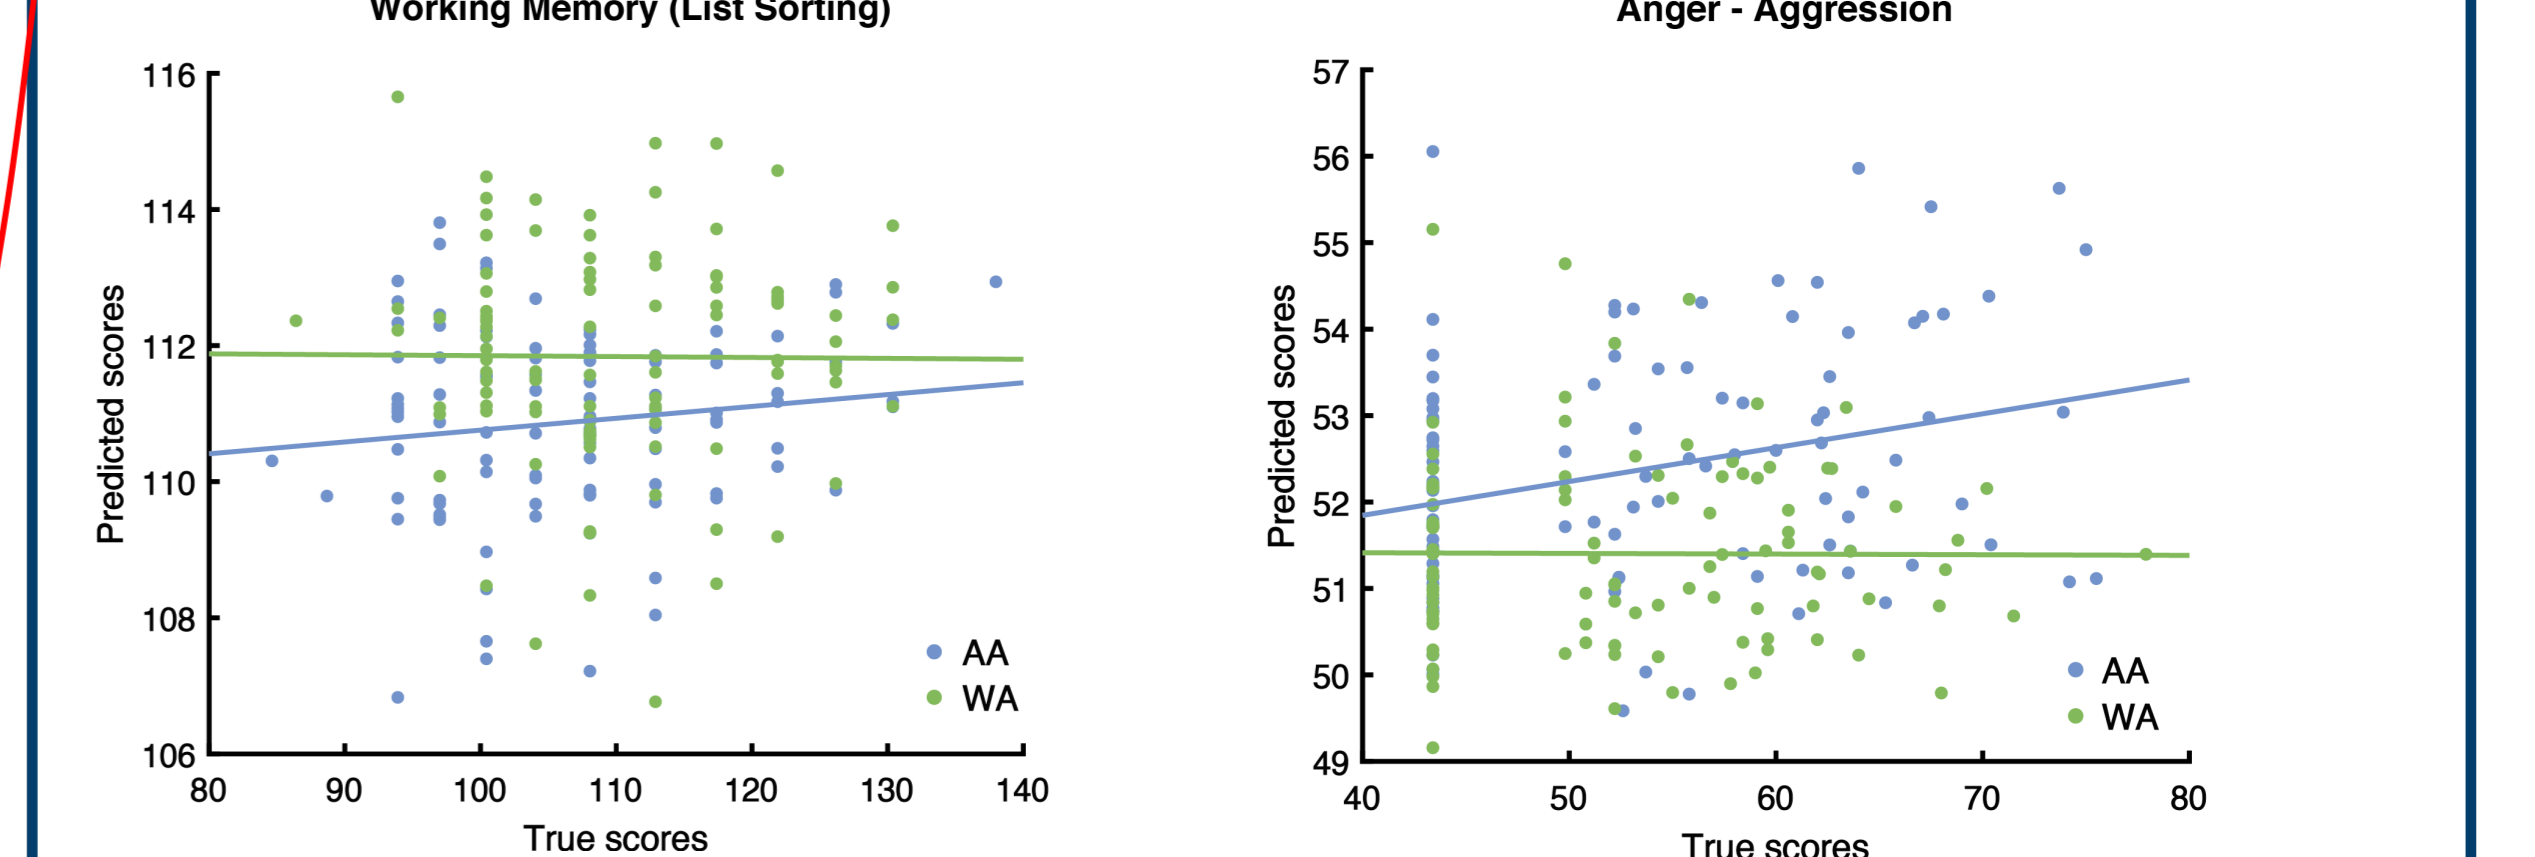 Working Memory (List Sorting)
116
114
112
110
108
106
80 90 100 110 120 130 140
Predicted scores
True scores
AA
WA
Anger - Aggression
57
56
55
54
53
52
51
50
49
40 50 60 70 80
Predicted scores
True scores
AA
WA